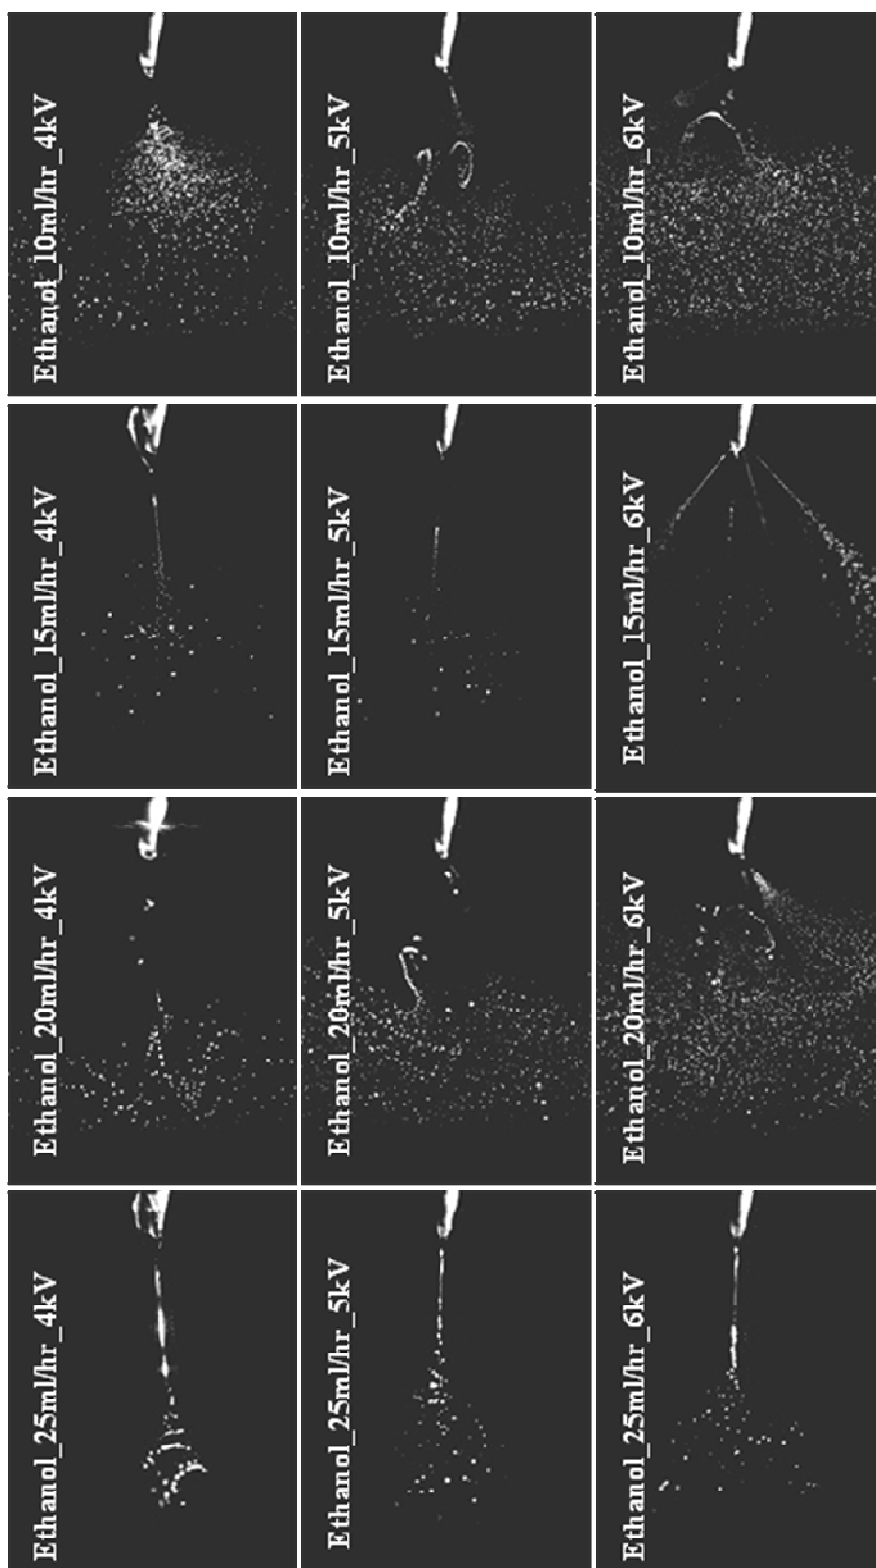 Ethanol_10ml/hr_4kV
Ethanol_10ml/hr_5kV
Ethanol_10ml/hr_6kV
Ethanol_15ml/hr_4kV
Ethanol_15ml/hr_5kV
Ethanol_15ml/hr_6kV
Ethanol_20ml/hr_4kV
Ethanol_20ml/hr_5kV
Ethanol_20ml/hr_6kV
Ethanol_25ml/hr_4kV
Ethanol_25ml/hr_5kV
Ethanol_25ml/hr_6kV